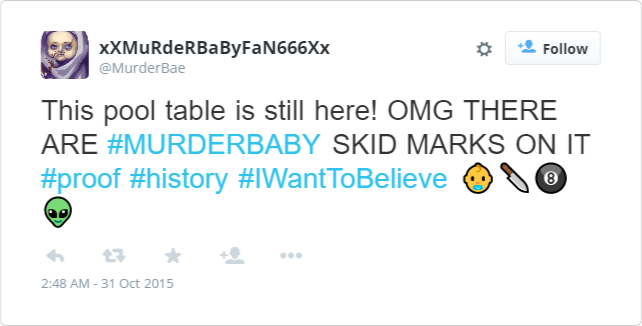 xXMuRdeRBaByFaN666Xx
@MurderBae
Follow
This pool table is still here! OMG THERE
ARE #MURDERBABY SKID MARKS ON IT
#proof #history #IWantToBelieve 👶🔪🎱
👽
2:48 AM - 31 Oct 2015